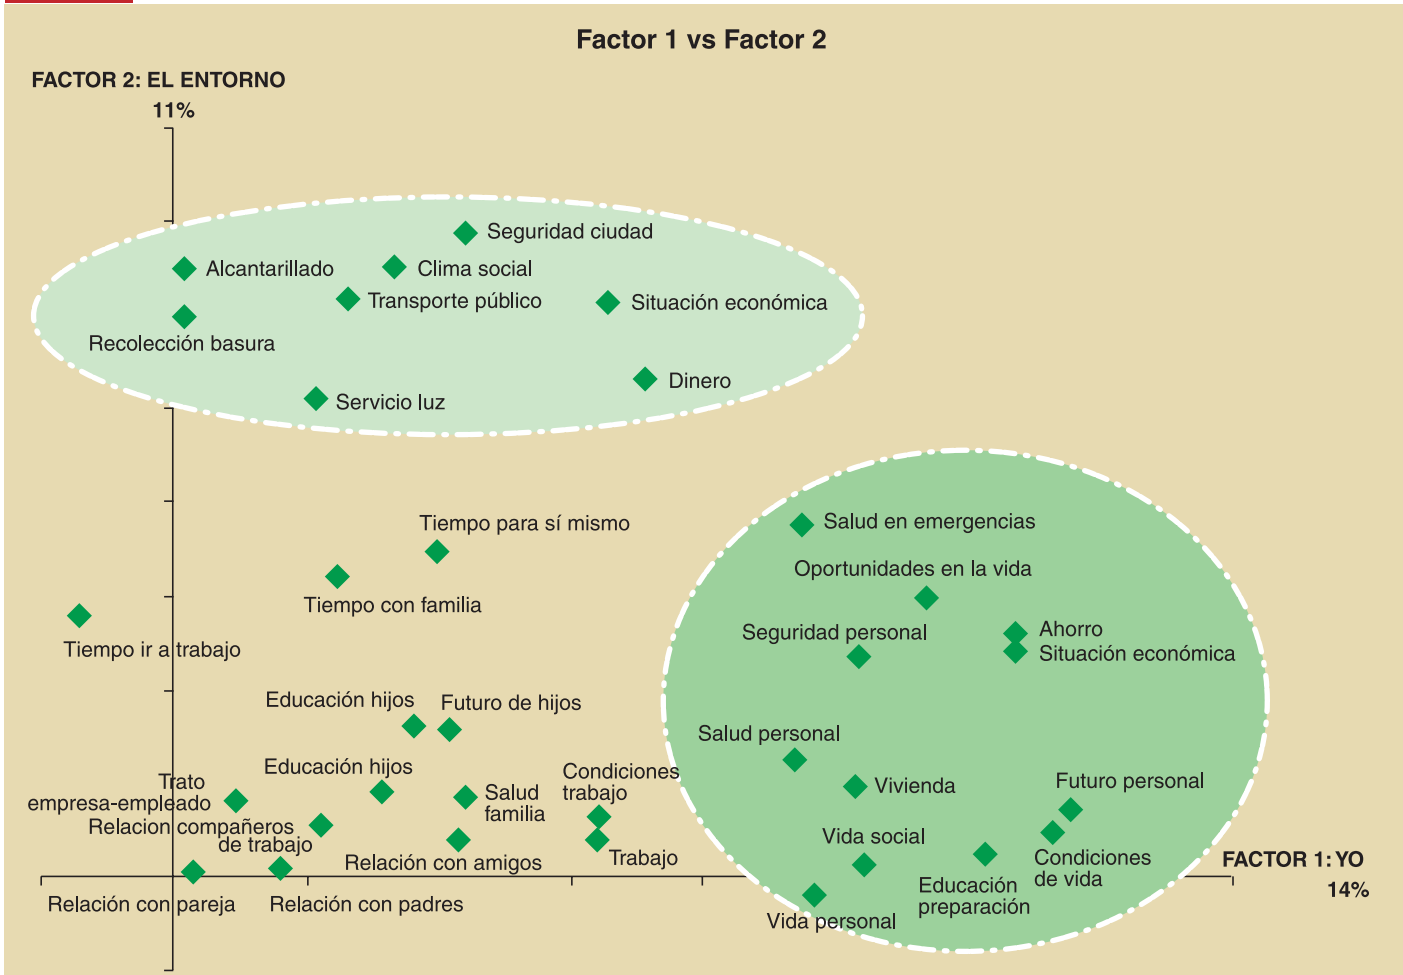 Factor 1 vs Factor 2
FACTOR 2: EL ENTORNO
11%
Seguridad ciudad
Alcantarillado
Clima social
Transporte público
Situación económica
Recolección basura
Dinero
Servicio luz
Tiempo para sí mismo
Salud en emergencias
Oportunidades en la vida
Tiempo con familia
Seguridad personal
Ahorro
Tiempo ir a trabajo
Situación económica
Educación hijos
Futuro de hijos
Salud personal
Educación hijos
Condiciones
trabajo
Trato
empresa-empleado
Salud
familia
Vivienda
Futuro personal
Relacion compañeros
de trabajo
Vida social
Relación con amigos
Trabajo
Condiciones
de vida
FACTOR 1: YO
14%
Educación
preparación
Relación con pareja
Relación con padres
Vida personal